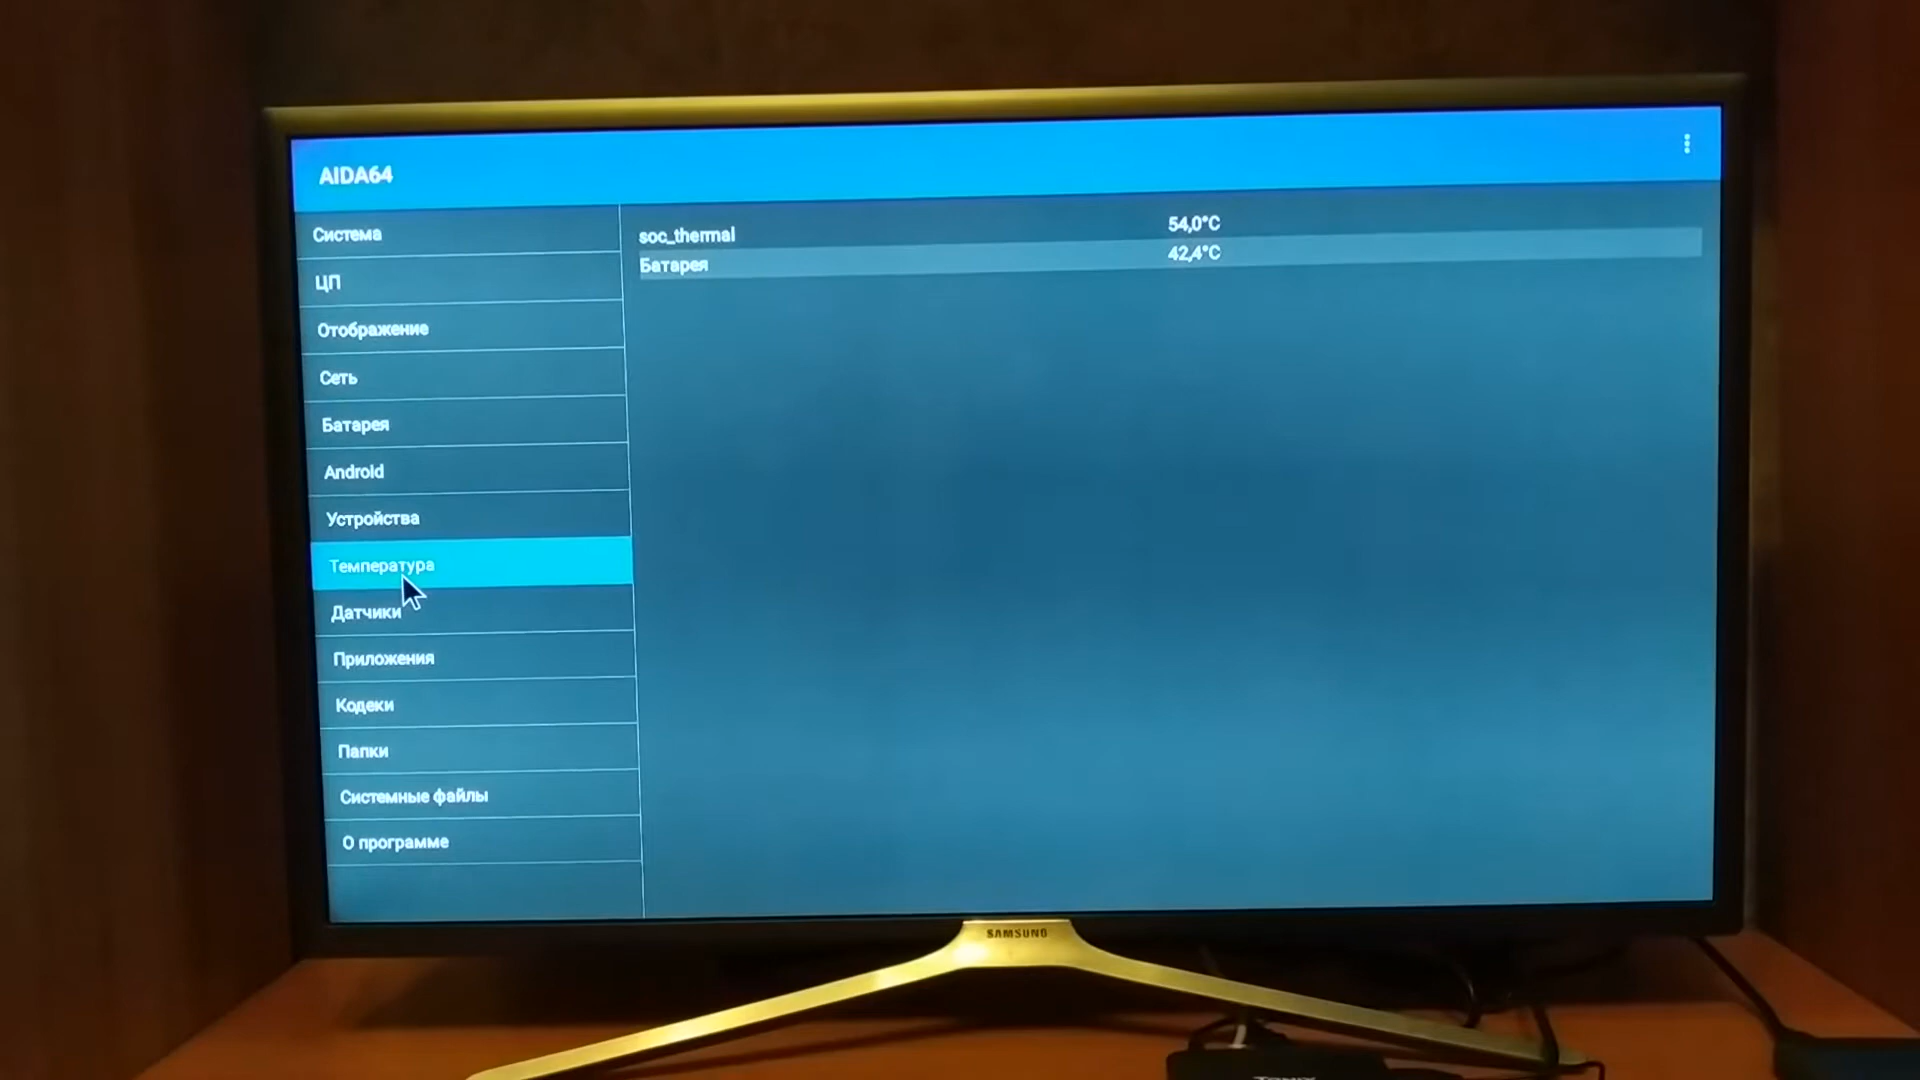 AIDA64
Система
ЦП
Отображение
Сеть
Батарея
Android
Устройства
Температура
Датчики
Приложения
Кодеки
Папки
Системные файлы
О программе
soc_thermal 54,0°C
Батарея 42,4°C
SAMSUNG